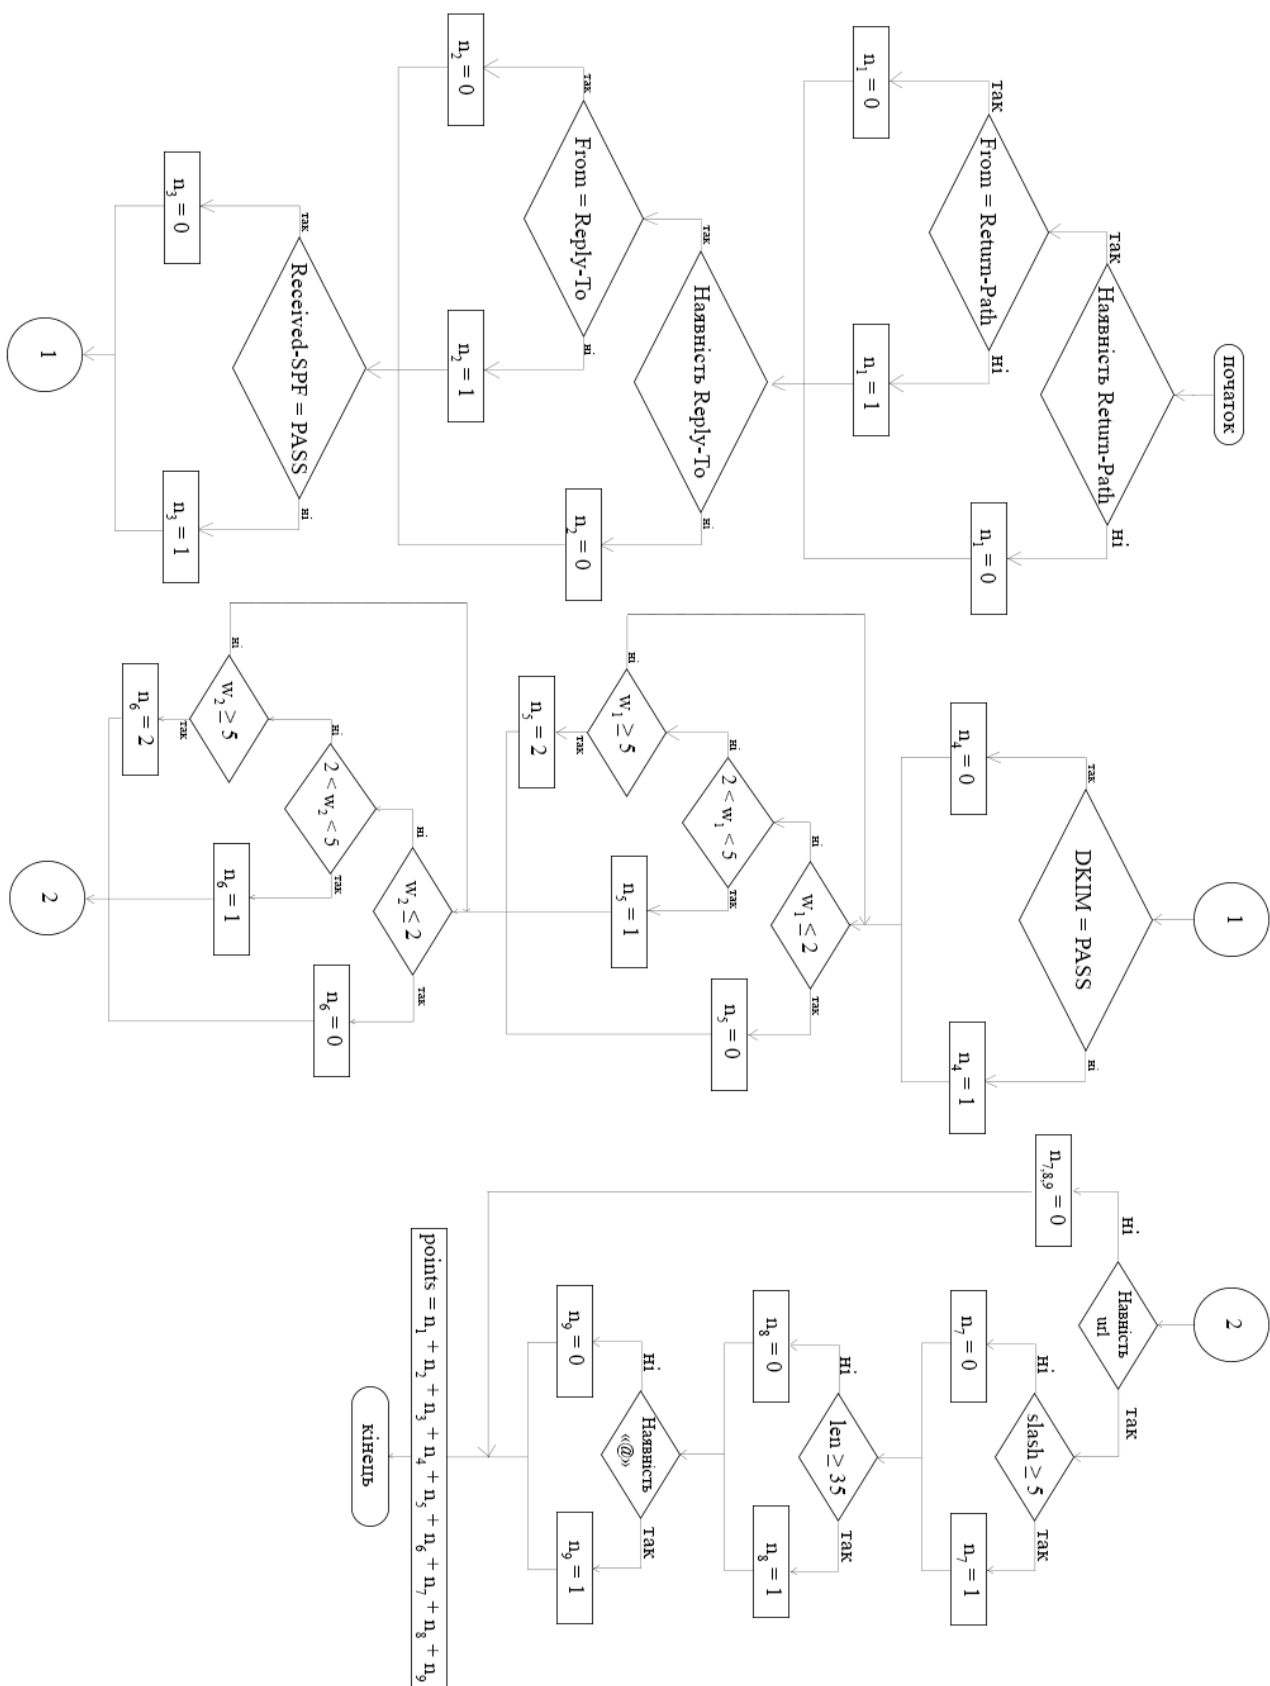 початок
Наявність Return-Path
так
ні
From = Return-Path
так
ні
n₁ = 0
n₁ = 1
n₁ = 0
Наявність Reply-To
так
ні
From = Reply-To
так
ні
n₂ = 0
n₂ = 1
n₂ = 0
Received-SPF = PASS
так
ні
n₃ = 0
n₃ = 1
1
1
DKIM = PASS
так
ні
n₄ = 0
n₄ = 1
w₁ ≤ 2
ні
так
2 < w₁ < 5
ні
так
w₁ ≥ 5
ні
так
n₅ = 2
n₅ = 1
n₅ = 0
w₂ ≤ 2
ні
так
2 < w₂ < 5
ні
так
w₂ ≥ 5
ні
так
n₆ = 2
n₆ = 1
n₆ = 0
2
2
Навність
url
ні
так
n₇,₈,₉ = 0
slash ≥ 5
ні
так
n₇ = 0
n₇ = 1
len ≥ 35
ні
так
n₈ = 0
n₈ = 1
Наявність
«@»
ні
так
n₉ = 0
n₉ = 1
points = n₁ + n₂ + n₃ + n₄ + n₅ + n₆ + n₇ + n₈ + n₉
кінець